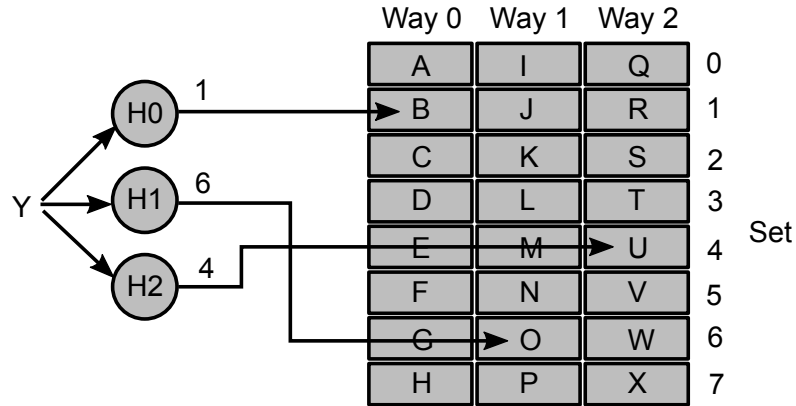 Way 0 Way 1 Way 2
A I Q 0
1
H0 B J R 1
C K S 2
6
Y H1 D L T 3
Set
4
H2 E M U 4
F N V 5
G O W 6
H P X 7